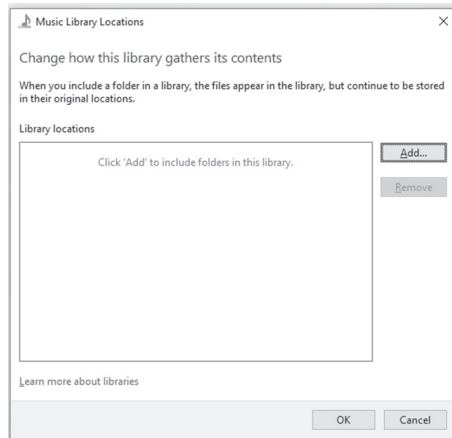 Music Library Locations
Change how this library gathers its contents
When you include a folder in a library, the files appear in the library, but continue to be stored
in their original locations.
Library locations
Click 'Add' to include folders in this library.
Add...
Remove
Learn more about libraries
OK Cancel